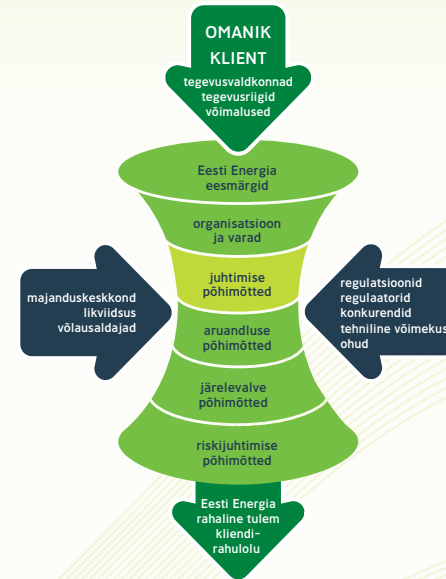 OMANIK
KLIENT
tegevusvaldkonnad
tegevusriigid
võimalused
Eesti Energia
eesmärgid
organisatsioon
ja varad
juhtimise
põhimõtted
majanduskeskkond
likviidsus
võlausaldajad
regulatsioonid
regulaatorid
konkurendid
tehniline võimekus
ohud
aruandluse
põhimõtted
järelevalve
põhimõtted
riskijuhtimise
põhimõtted
Eesti Energia
rahaline tulem
kliendi-
rahulolu